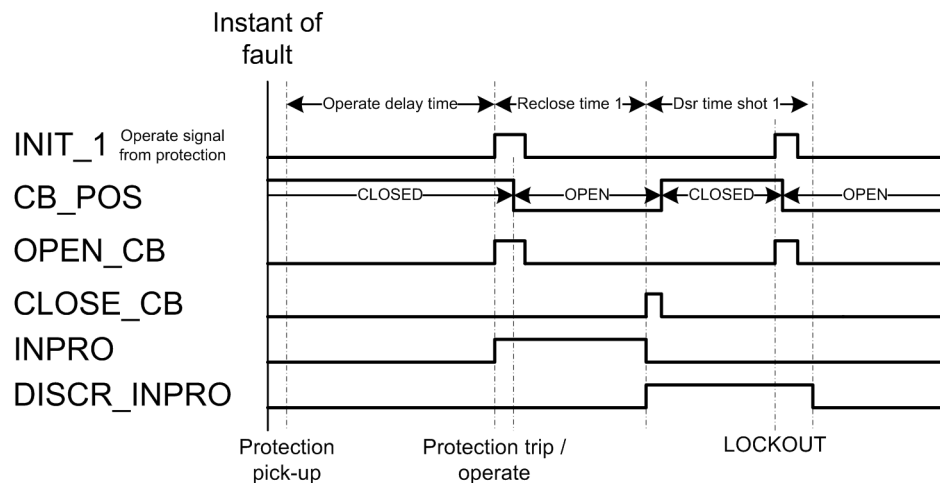 Instant of
fault
Operate delay time
Reclose time 1
Dsr time shot 1
INIT_1
Operate signal
from protection
CB_POS
CLOSED
OPEN
CLOSED
OPEN
OPEN_CB
CLOSE_CB
INPRO
DISCR_INPRO
Protection
pick-up
Protection trip /
operate
LOCKOUT